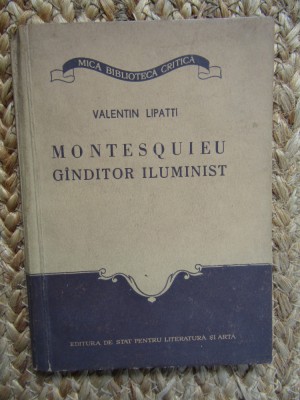 MICA BIBLIOTECĂ CRITICĂ
VALENTIN LIPATTI
MONTESQUIEU
GÎNDITOR ILUMINIST
EDITURA DE STAT PENTRU LITERATURĂ ȘI ARTĂ